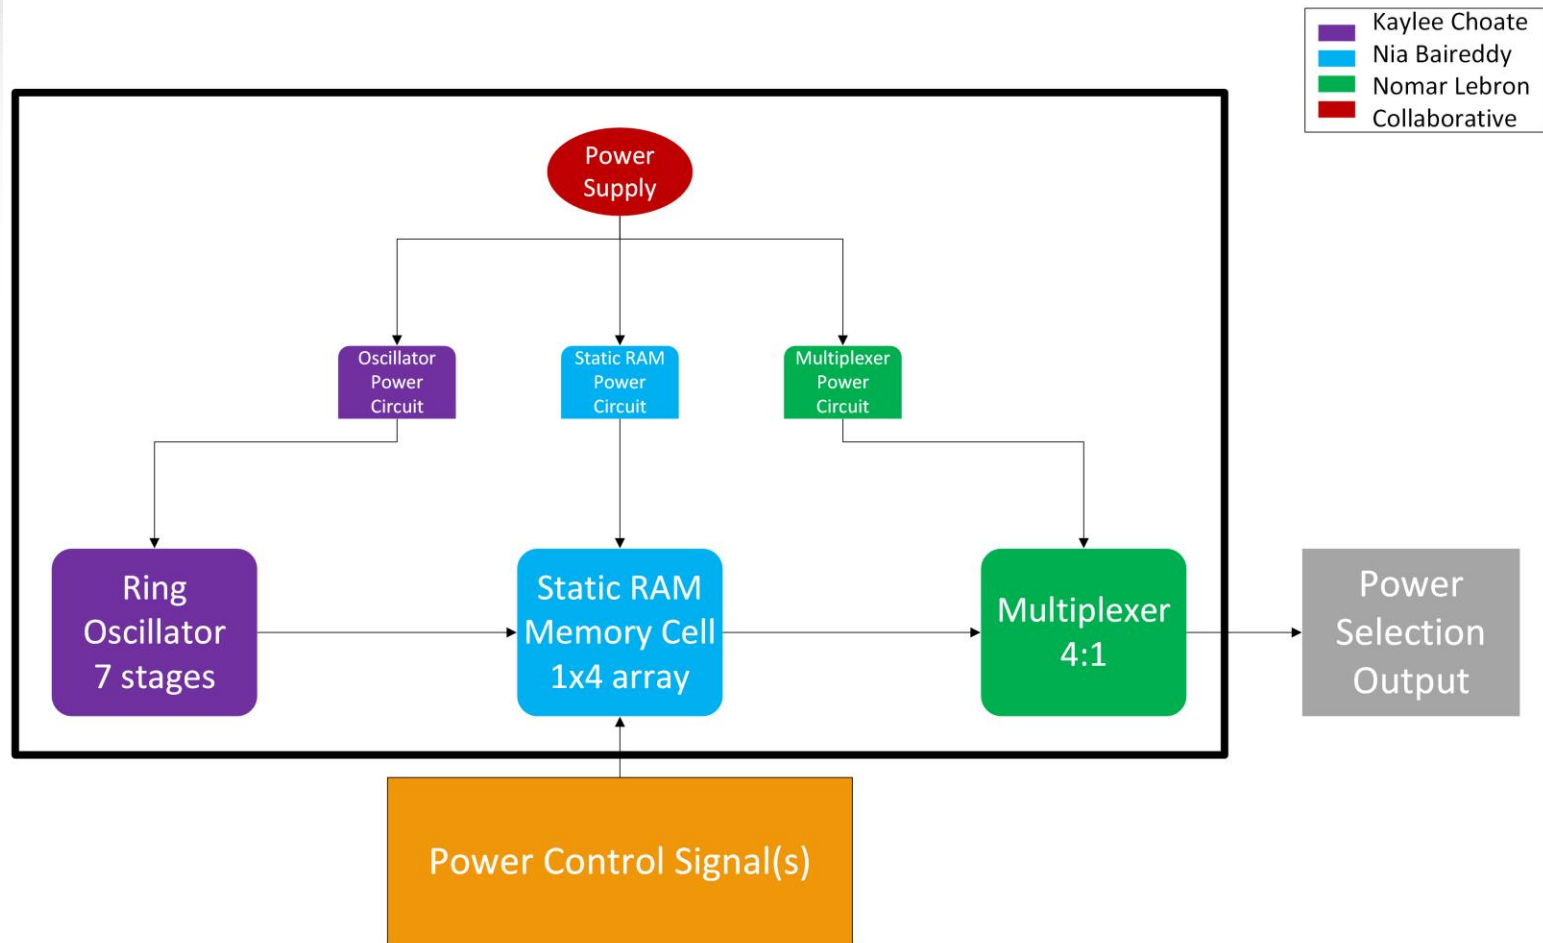 Kaylee Choate
Nia Baireddy
Nomar Lebron
Collaborative
Power
Supply
Oscillator
Power
Circuit
Static RAM
Power
Circuit
Multiplexer
Power
Circuit
Ring
Oscillator
7 stages
Static RAM
Memory Cell
1x4 array
Multiplexer
4:1
Power
Selection
Output
Power Control Signal(s)